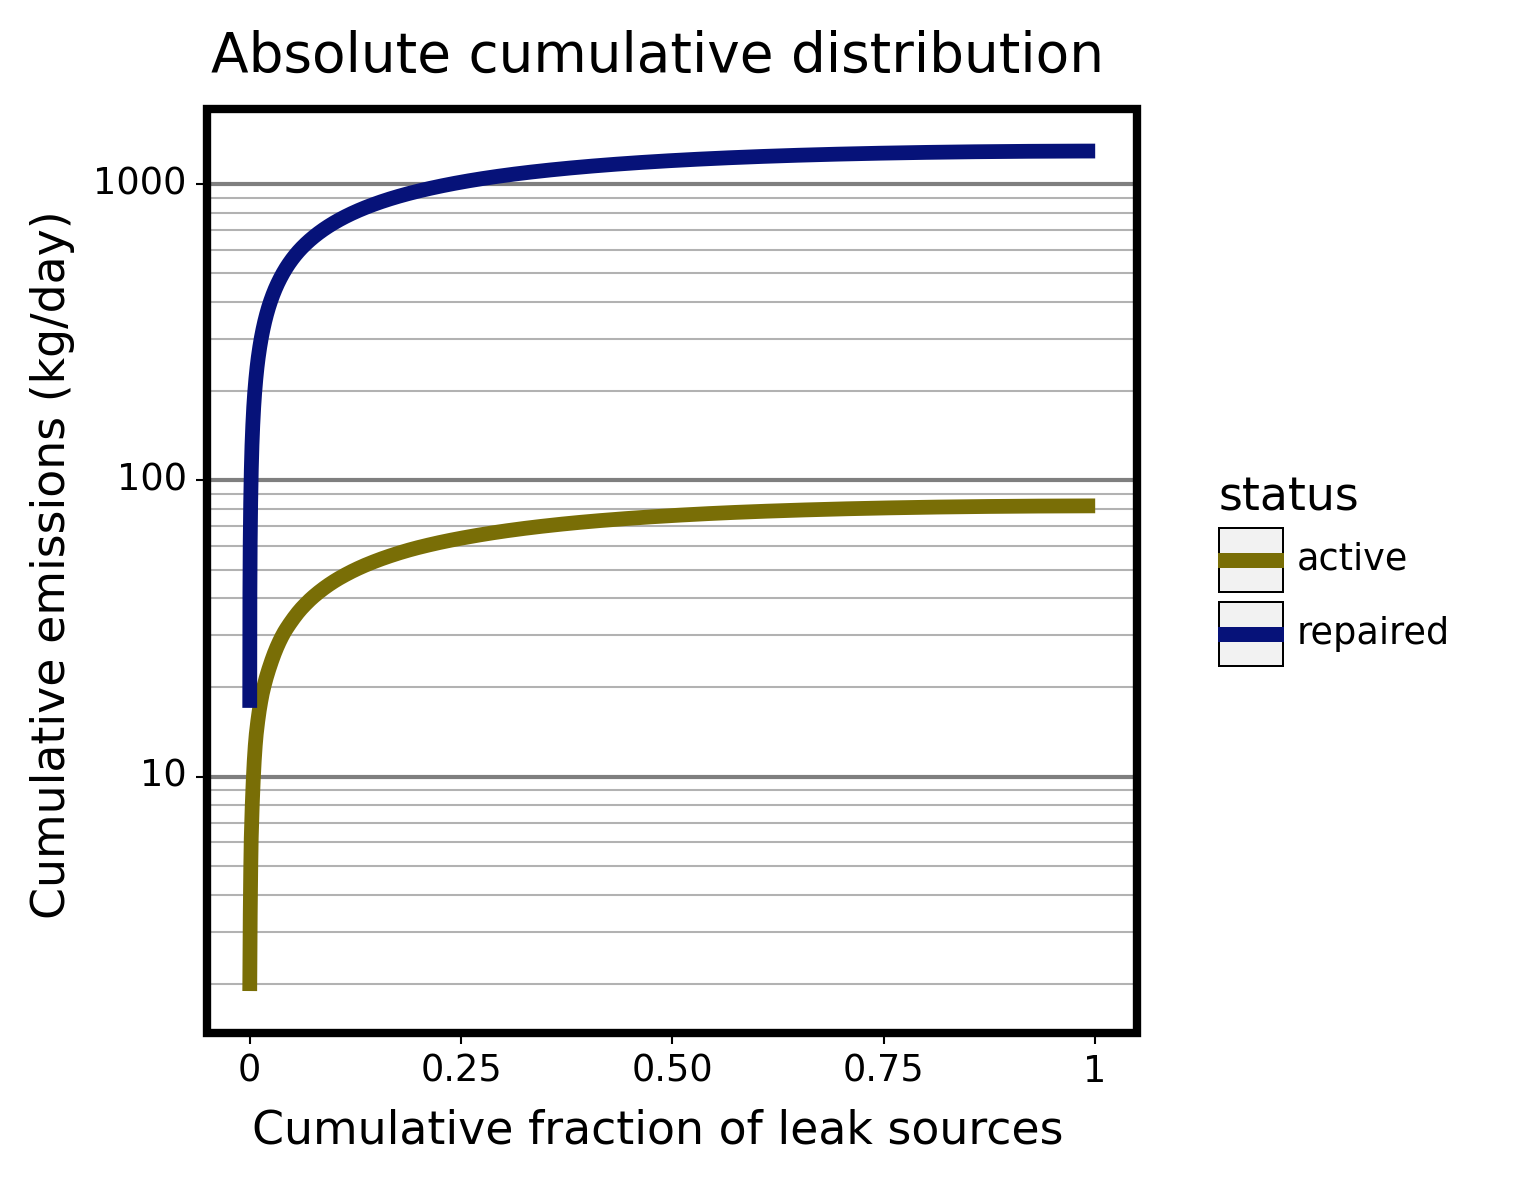 Absolute cumulative distribution
Cumulative emissions (kg/day)
1000
100
10
0
0.25
0.50
0.75
1
Cumulative fraction of leak sources
status
active
repaired